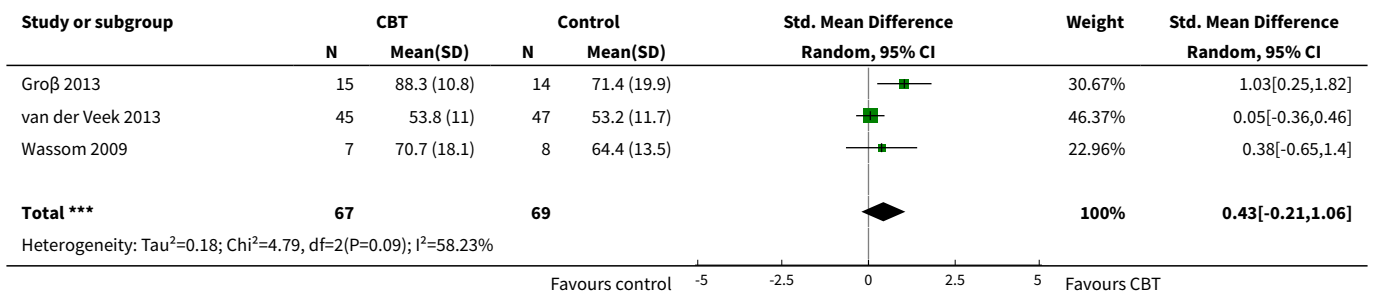 Study or subgroup CBT Control Std. Mean Difference Weight Std. Mean Difference
N Mean(SD) N Mean(SD) Random, 95% CI Random, 95% CI
Groβ 2013 15 88.3 (10.8) 14 71.4 (19.9) 30.67% 1.03[0.25,1.82]
van der Veek 2013 45 53.8 (11) 47 53.2 (11.7) 46.37% 0.05[-0.36,0.46]
Wassom 2009 7 70.7 (18.1) 8 64.4 (13.5) 22.96% 0.38[-0.65,1.4]
Total *** 67 69 100% 0.43[-0.21,1.06]
Heterogeneity: Tau²=0.18; Chi²=4.79, df=2(P=0.09); I²=58.23%
Favours control -5 -2.5 0 2.5 5 Favours CBT